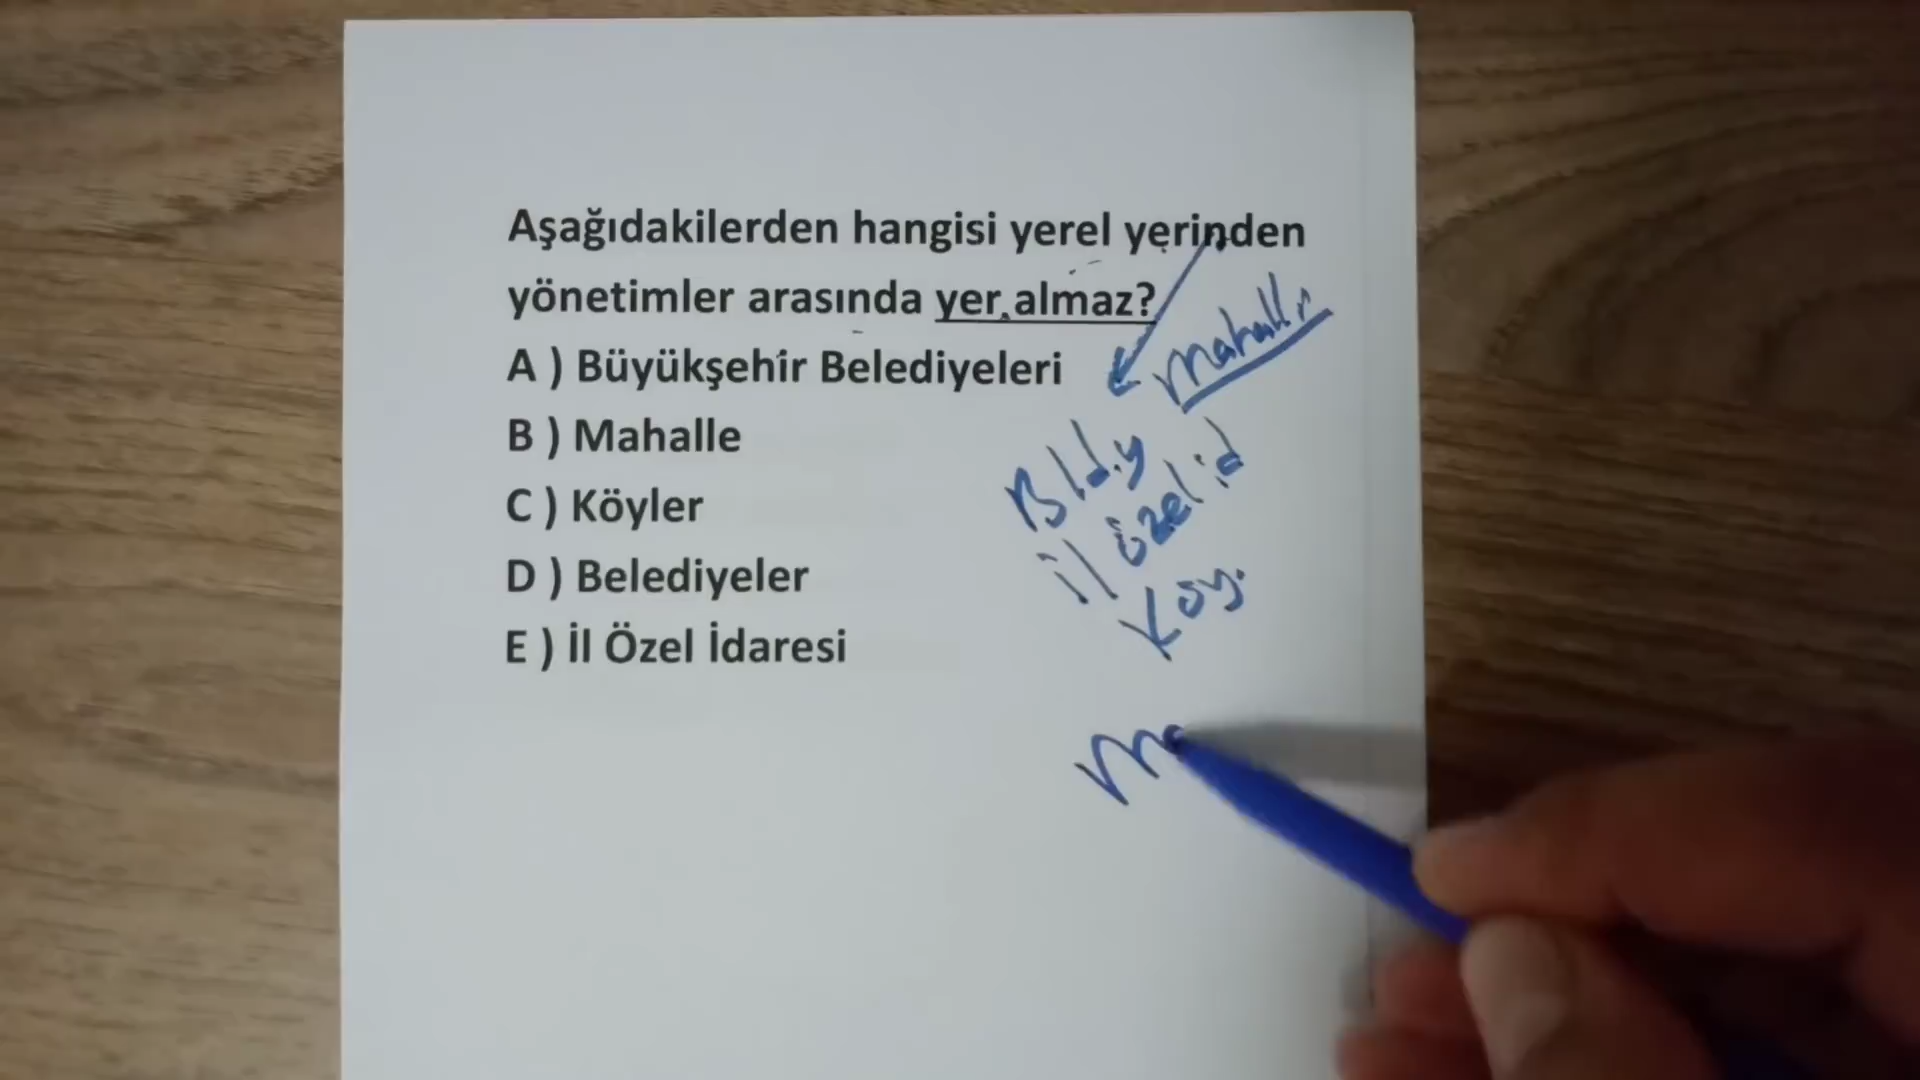 Aşağıdakilerden hangisi yerel yerinden
yönetimler arasında yer almaz?
A ) Büyükşehir Belediyeleri
B ) Mahalle
C ) Köyler
D ) Belediyeler
E ) İl Özel İdaresi
Mahalle
Bldy
il özel id
Köy.
Ma